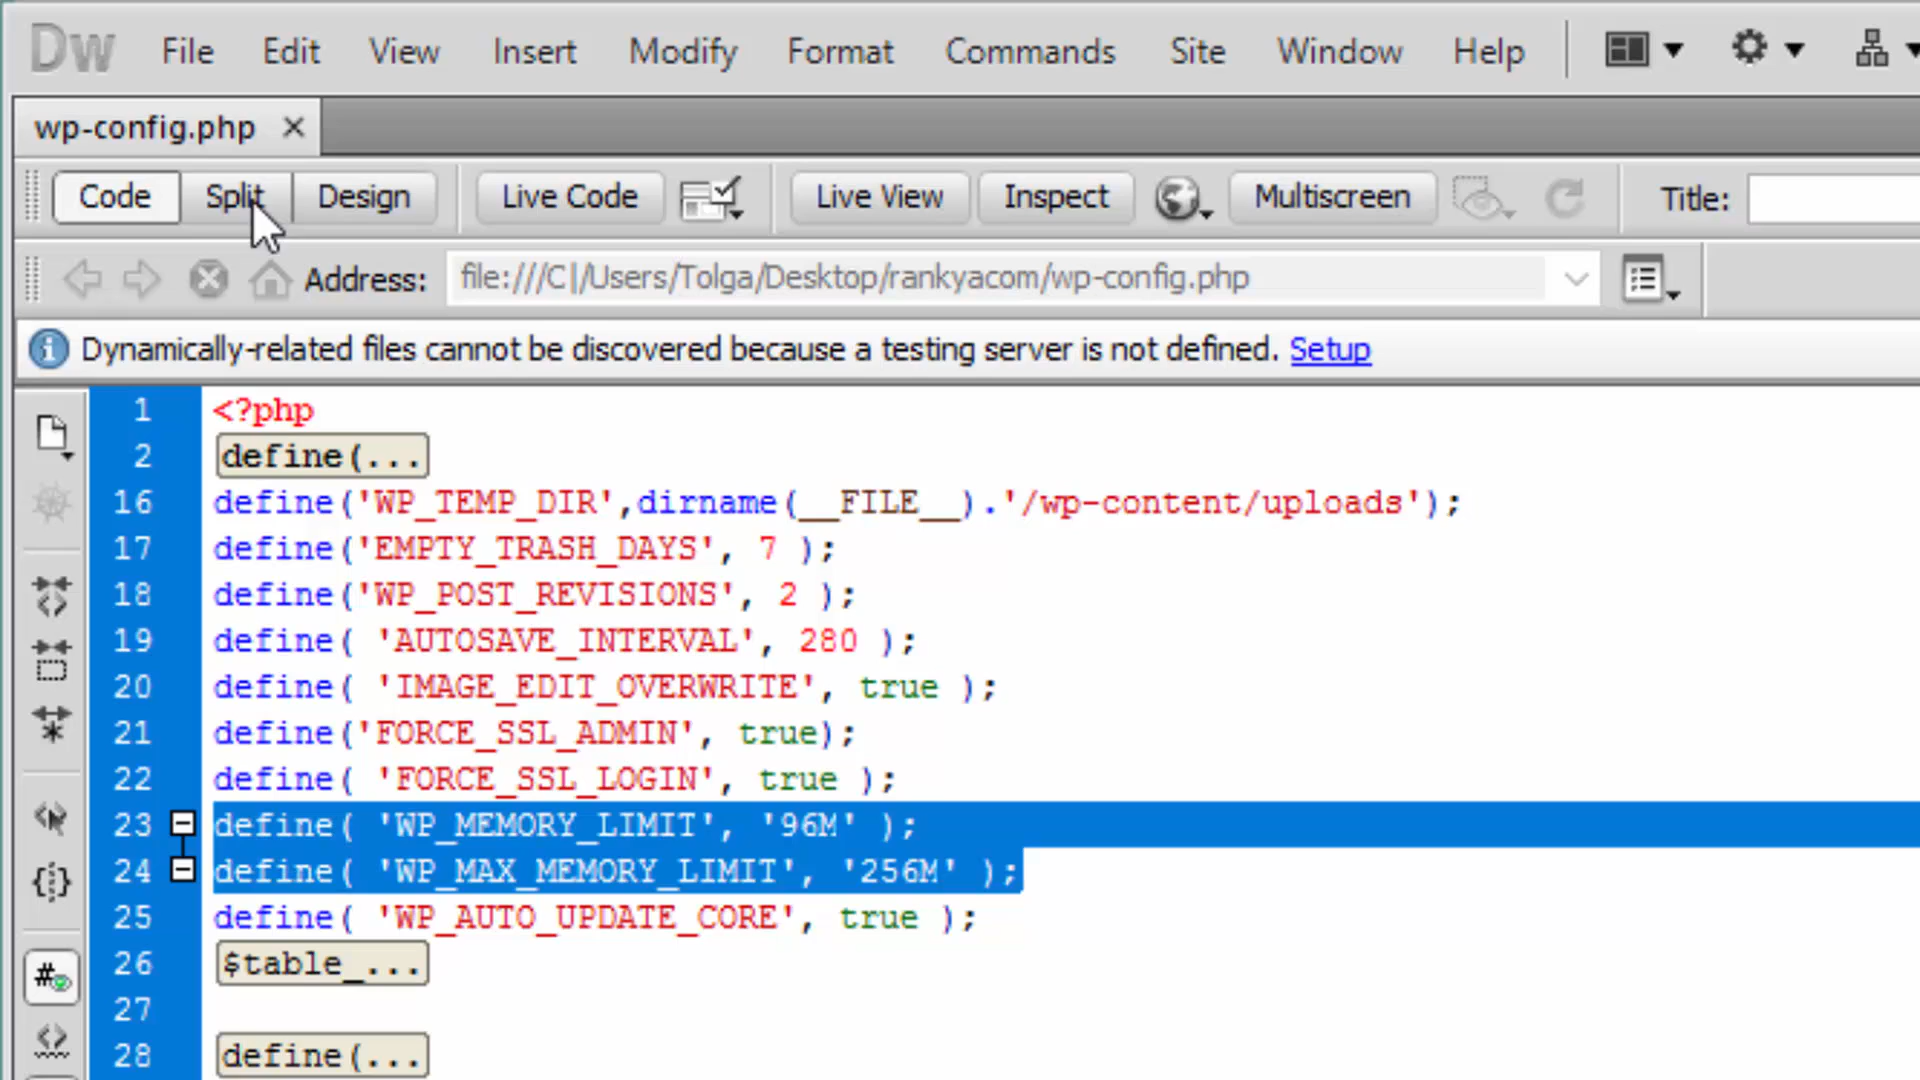 Dw File Edit View Insert Modify Format Commands Site Window Help
wp-config.php
Code Split Design Live Code Live View Inspect Multiscreen Title:
Address: file:///C|/Users/Tolga/Desktop/rankyacom/wp-config.php
Dynamically-related files cannot be discovered because a testing server is not defined. Setup
1 <?php
2 define(...
16 define('WP_TEMP_DIR',dirname(__FILE__).'/wp-content/uploads');
17 define('EMPTY_TRASH_DAYS', 7 );
18 define('WP_POST_REVISIONS', 2 );
19 define( 'AUTOSAVE_INTERVAL', 280 );
20 define( 'IMAGE_EDIT_OVERWRITE', true );
21 define('FORCE_SSL_ADMIN', true);
22 define( 'FORCE_SSL_LOGIN', true );
23 define( 'WP_MEMORY_LIMIT', '96M' );
24 define( 'WP_MAX_MEMORY_LIMIT', '256M' );
25 define( 'WP_AUTO_UPDATE_CORE', true );
26 $table_...
27
28 define(...